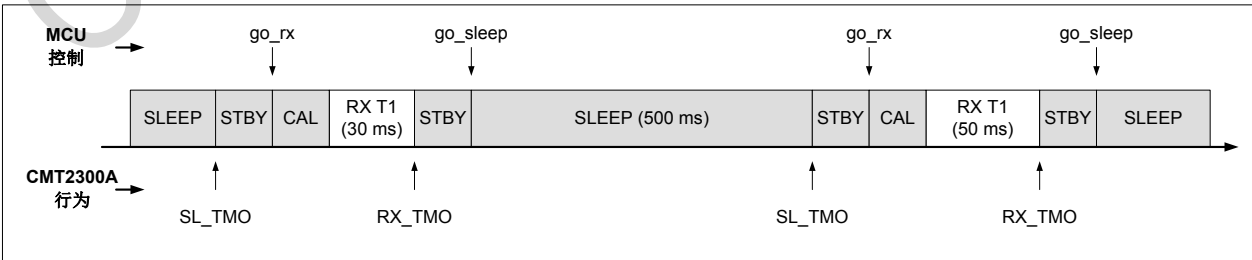 MCU
控制
go_rx
go_sleep
go_rx
go_sleep
SLEEP
STBY
CAL
RX T1
(30 ms)
STBY
SLEEP (500 ms)
STBY
CAL
RX T1
(50 ms)
STBY
SLEEP
CMT2300A
行为
SL_TMO
RX_TMO
SL_TMO
RX_TMO